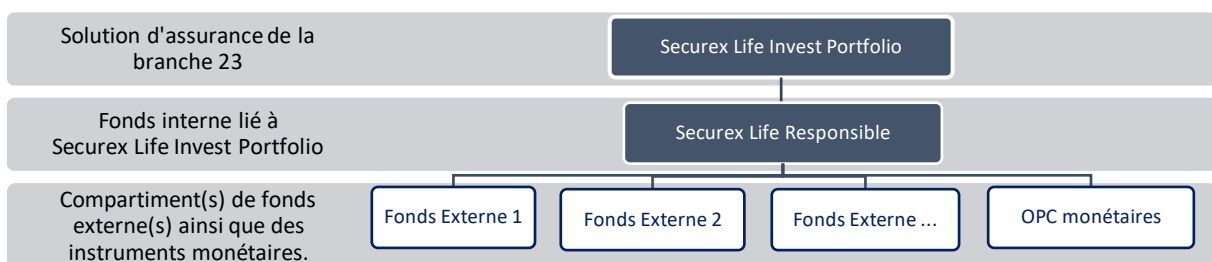 Solution d'assurance de la
branche 23
Securex Life Invest Portfolio
Fonds interne lié à
Securex Life Invest Portfolio
Securex Life Responsible
Compartiment(s) de fonds
externe(s) ainsi que des
instruments monétaires.
Fonds Externe 1
Fonds Externe 2
Fonds Externe ...
OPC monétaires